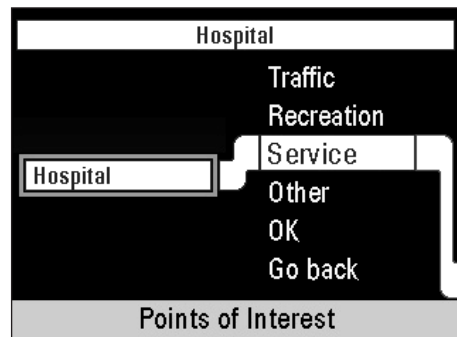 Hospital
Traffic
Recreation
Service
Hospital
Other
OK
Go back
Points of Interest